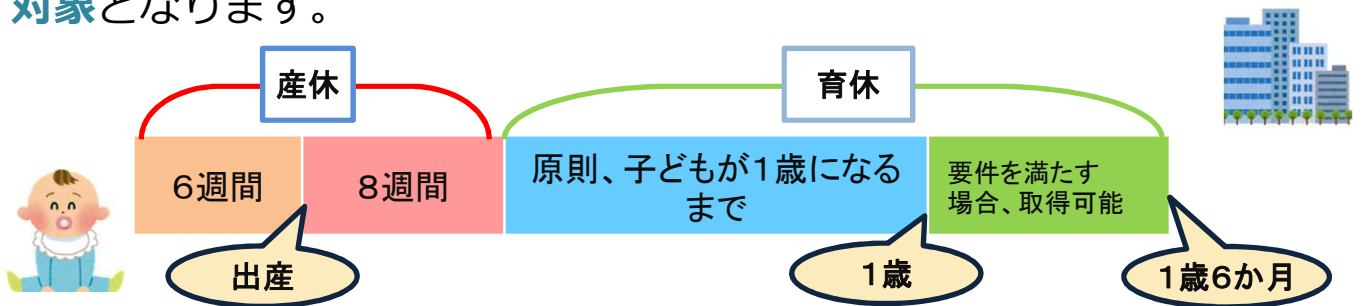 対象となります。
産休
育休
6週間
8週間
原則、子どもが1歳になる
まで
要件を満たす
場合、取得可能
出産
1歳
1歳6か月